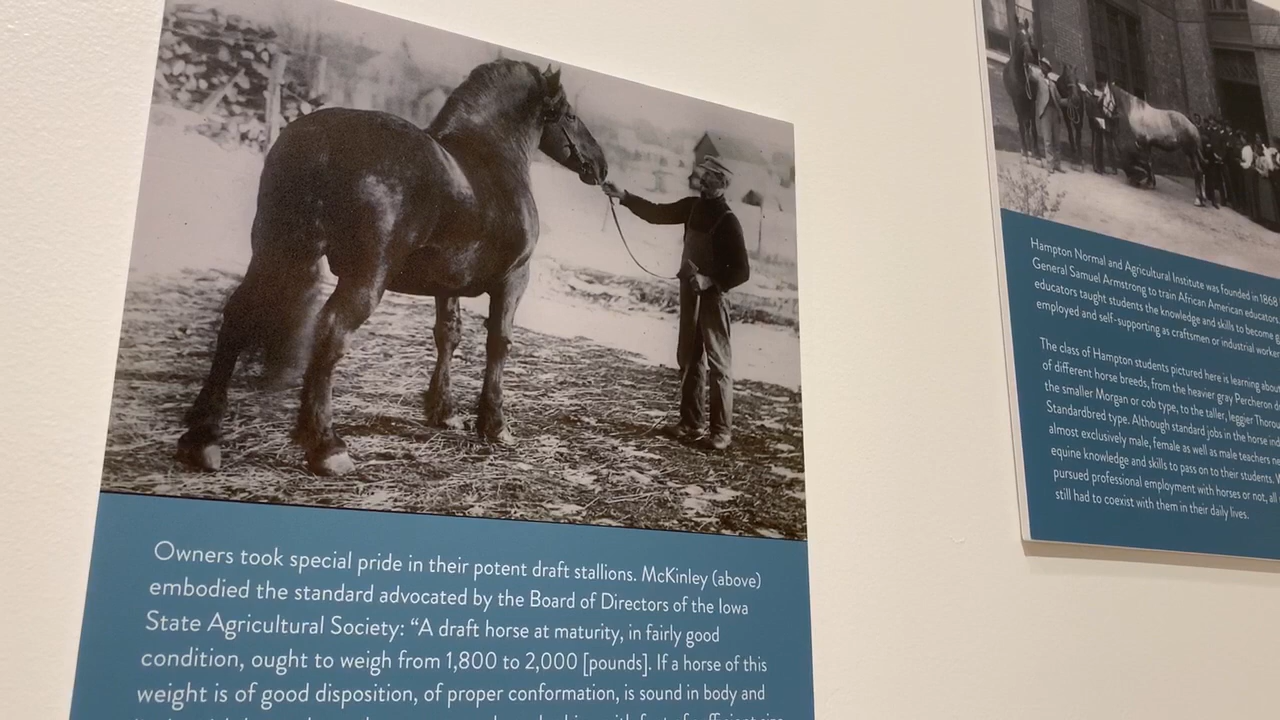 Owners took special pride in their potent draft stallions. McKinley (above)
embodied the standard advocated by the Board of Directors of the Iowa
State Agricultural Society: “A draft horse at maturity, in fairly good
condition, ought to weigh from 1,800 to 2,000 [pounds]. If a horse of this
weight is of good disposition, of proper conformation, is sound in body and
Hampton Normal and Agricultural Institute was founded in 1868
General Samuel Armstrong to train African American educators
educators taught students the knowledge and skills to become
employed and self-supporting as craftsmen or industrial
The class of Hampton students pictured here is learning
of different horse breeds, from the heavier gray Percheron
the smaller Morgan or cob type, to the taller, leggier
Standardbred type. Although standard jobs in the horse
almost exclusively male, female as well as male teachers
equine knowledge and skills to pass on to their students.
pursued professional employment with horses or not, all
still had to coexist with them in their daily lives.